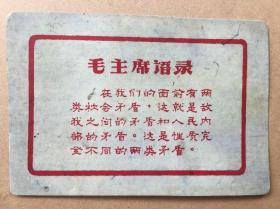 毛主席语录
在我们的面前有两
类社会矛盾，这就是敌
我之间的矛盾和人民内
部的矛盾。这是性质完
全不同的两类矛盾。